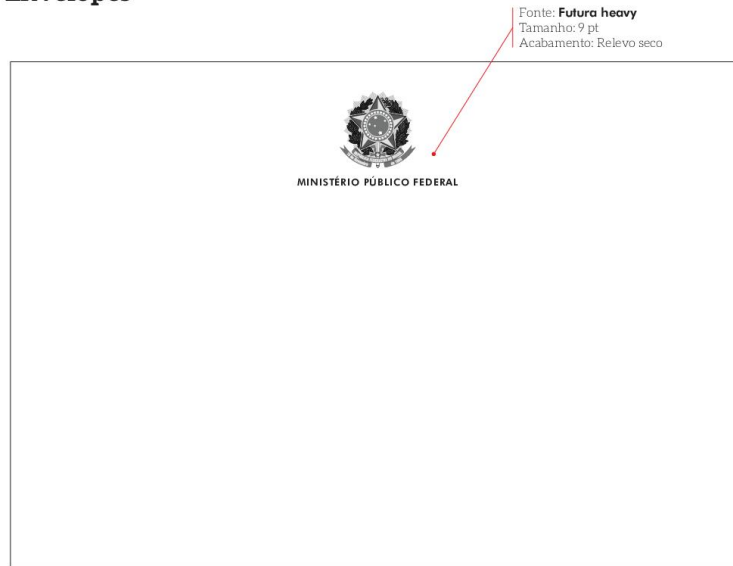 Envelopes
Fonte: Futura heavy
Tamanho: 9 pt
Acabamento: Relevo seco
MINISTÉRIO PÚBLICO FEDERAL